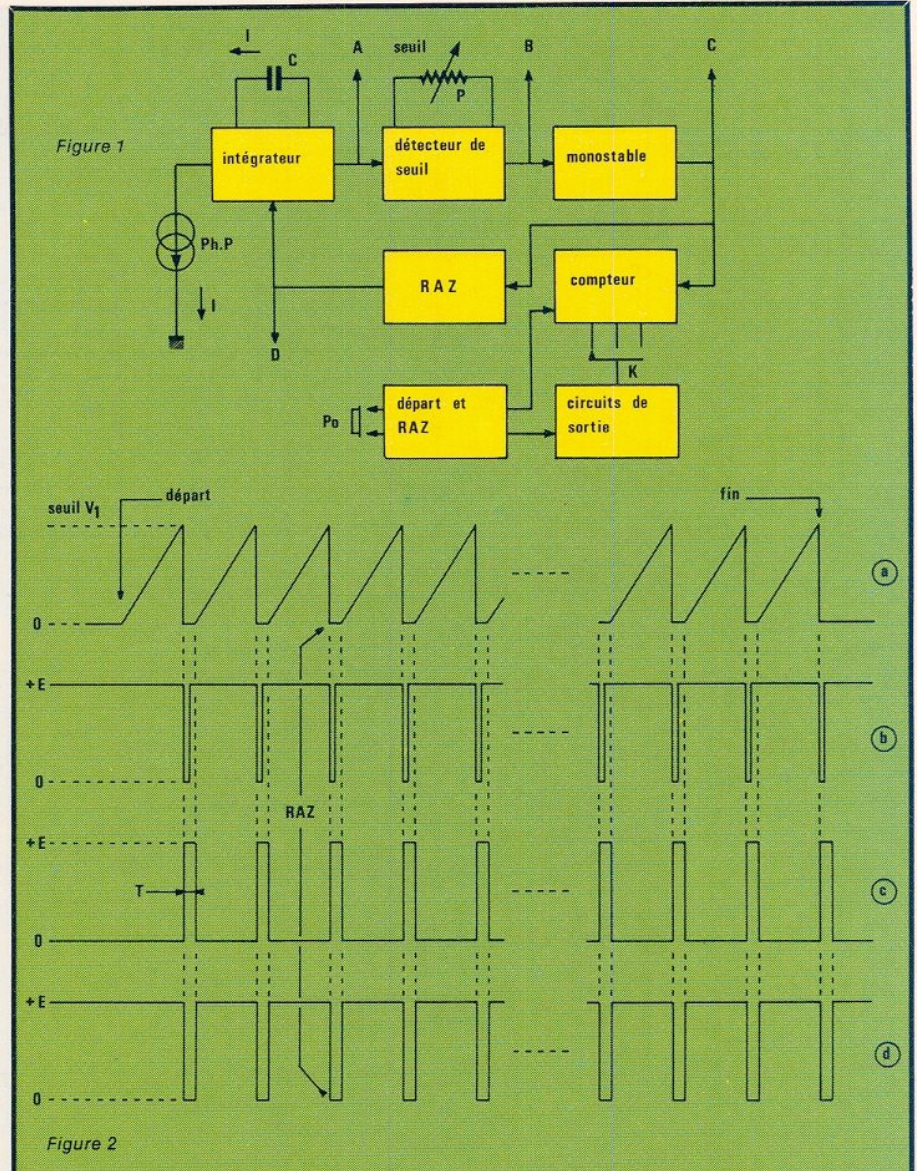 I
A
seuil
B
C
C
P
Figure 1
intégrateur
détecteur de
seuil
monostable
Ph.P
I
RAZ
compteur
D
K
Po
départ et
RAZ
circuits de
sortie
départ
fin
seuil V1
a
0
+E
b
0
RAZ
+E
T
c
0
+E
d
0
Figure 2